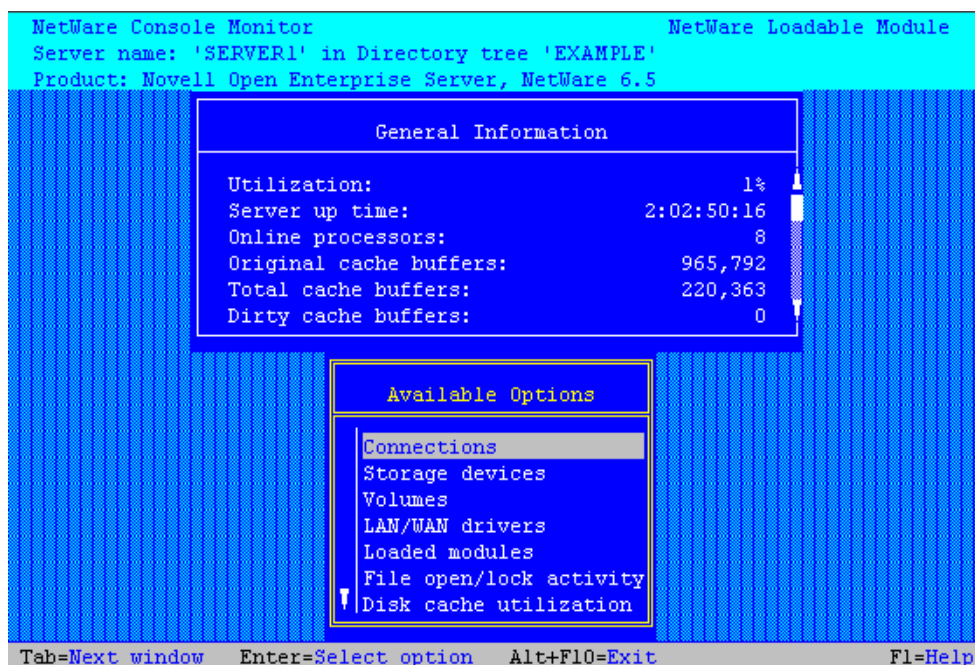 NetWare Console Monitor NetWare Loadable Module
Server name: 'SERVER1' in Directory tree 'EXAMPLE'
Product: Novell Open Enterprise Server, NetWare 6.5
General Information
Utilization: 1%
Server up time: 2:02:50:16
Online processors: 8
Original cache buffers: 965,792
Total cache buffers: 220,363
Dirty cache buffers: 0
Available Options
Connections
Storage devices
Volumes
LAN/WAN drivers
Loaded modules
File open/lock activity
Disk cache utilization
Tab=Next window Enter=Select option Alt+F10=Exit F1=Help